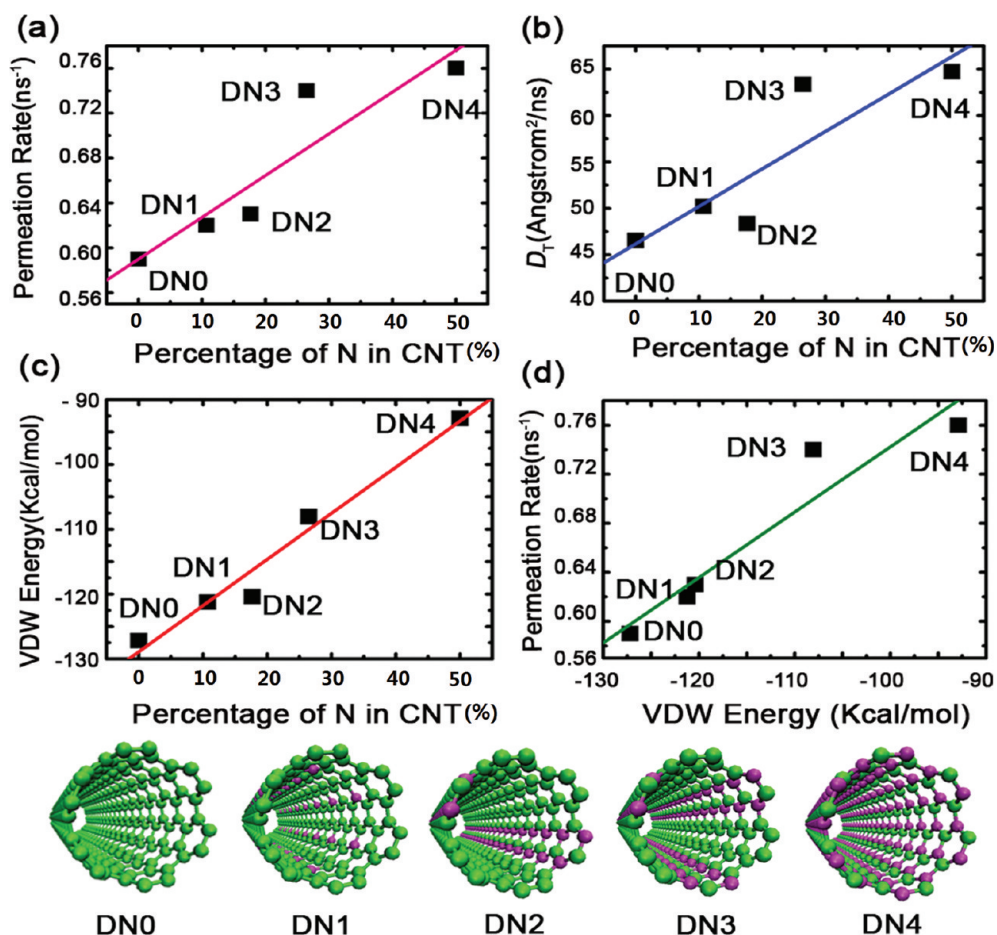 (a)
Permeation Rate(ns⁻¹)
0.76
0.72
0.68
0.64
0.60
0.56
DN3
DN4
DN1
DN2
DN0
0 10 20 30 40 50
Percentage of N in CNT(%)
(b)
D_T(Angstrom²/ns)
65
60
55
50
45
40
DN3
DN4
DN1
DN2
DN0
0 10 20 30 40 50
Percentage of N in CNT(%)
(c)
VDW Energy(Kcal/mol)
- 90
-100
-110
-120
-130
DN4
DN3
DN1
DN0
DN2
0 10 20 30 40 50
Percentage of N in CNT(%)
(d)
Permeation Rate(ns⁻¹)
0.76
0.72
0.68
0.64
0.60
0.56
DN3
DN4
DN2
DN1
DN0
-130 -120 -110 -100 -90
VDW Energy (Kcal/mol)
DN0 DN1 DN2 DN3 DN4